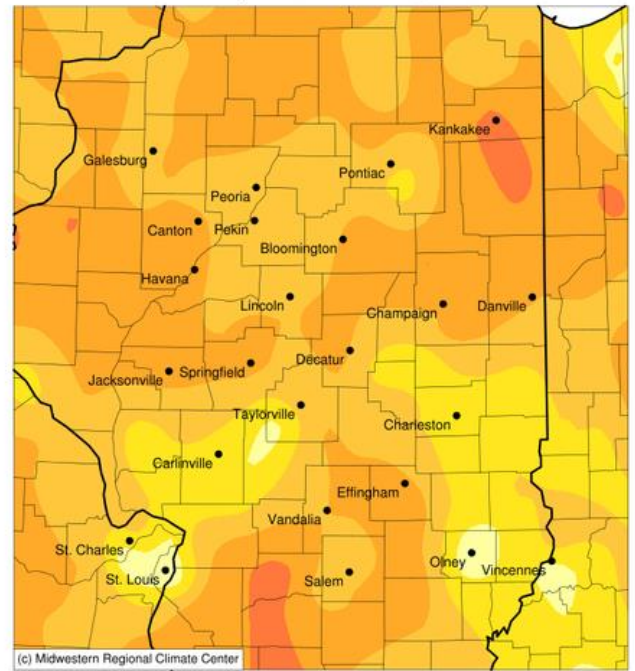 Kankakee
Galesburg
Pontiac
Peoria
Canton
Pekin
Bloomington
Havana
Lincoln
Champaign
Danville
Decatur
Jacksonville
Springfield
Taylorville
Charleston
Carlinville
Effingham
Vandalia
St. Charles
Olney
Vincennes
St. Louis
Salem
(c) Midwestern Regional Climate Center